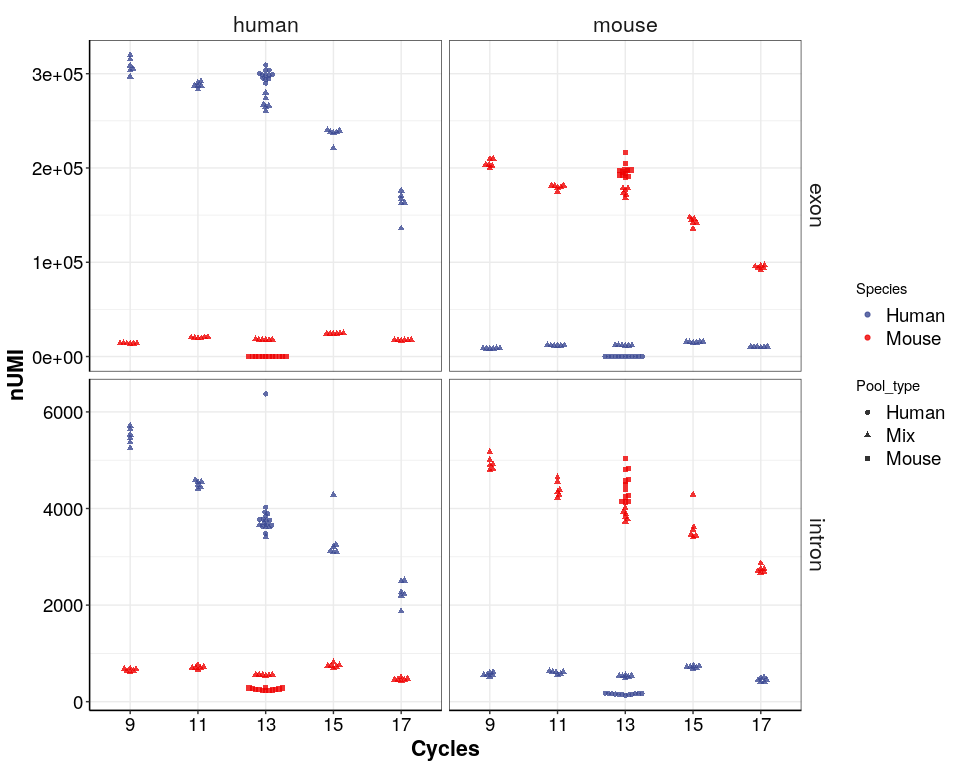 human
mouse
3e+05
2e+05
1e+05
0e+00
exon
6000
4000
2000
0
intron
nUMI
9
11
13
15
17
9
11
13
15
17
Cycles
Species
Human
Mouse
Pool_type
Human
Mix
Mouse